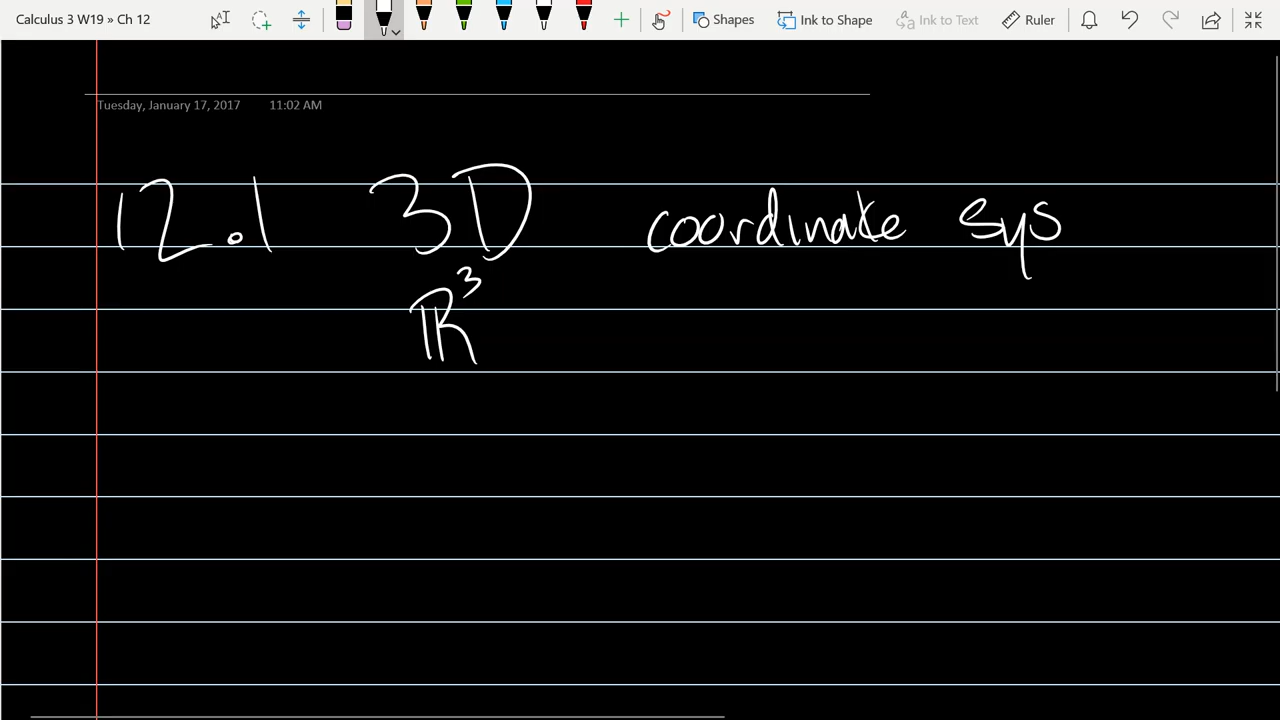 Calculus 3 W19 » Ch 12
Shapes
Ink to Shape
Ink to Text
Ruler
Tuesday, January 17, 2017 11:02 AM
12.1 3D coordinate sys
ℝ³